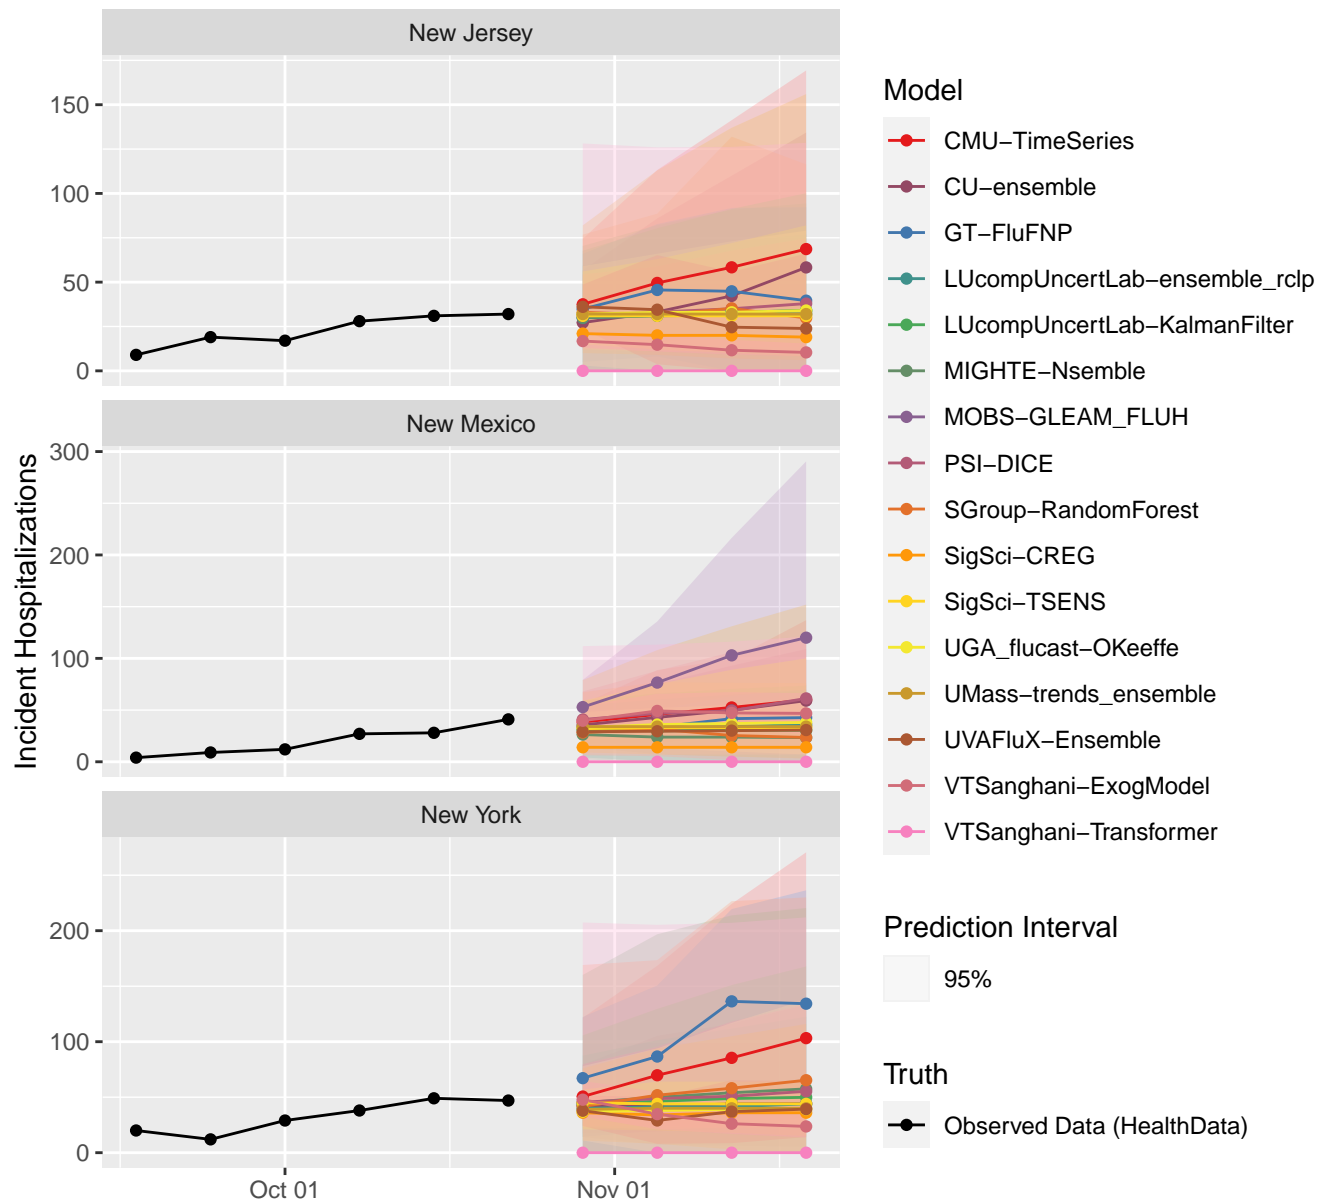 New Jersey
150
100
50
0
New Mexico
300
200
100
0
New York
200
100
0
Oct 01
Nov 01
Incident Hospitalizations
Model
CMU−TimeSeries
CU−ensemble
GT−FluFNP
LUcompUncertLab−ensemble_rclp
LUcompUncertLab−KalmanFilter
MIGHTE−Nsemble
MOBS−GLEAM_FLUH
PSI−DICE
SGroup−RandomForest
SigSci−CREG
SigSci−TSENS
UGA_flucast−OKeeffe
UMass−trends_ensemble
UVAFluX−Ensemble
VTSanghani−ExogModel
VTSanghani−Transformer
Prediction Interval
95%
Truth
Observed Data (HealthData)